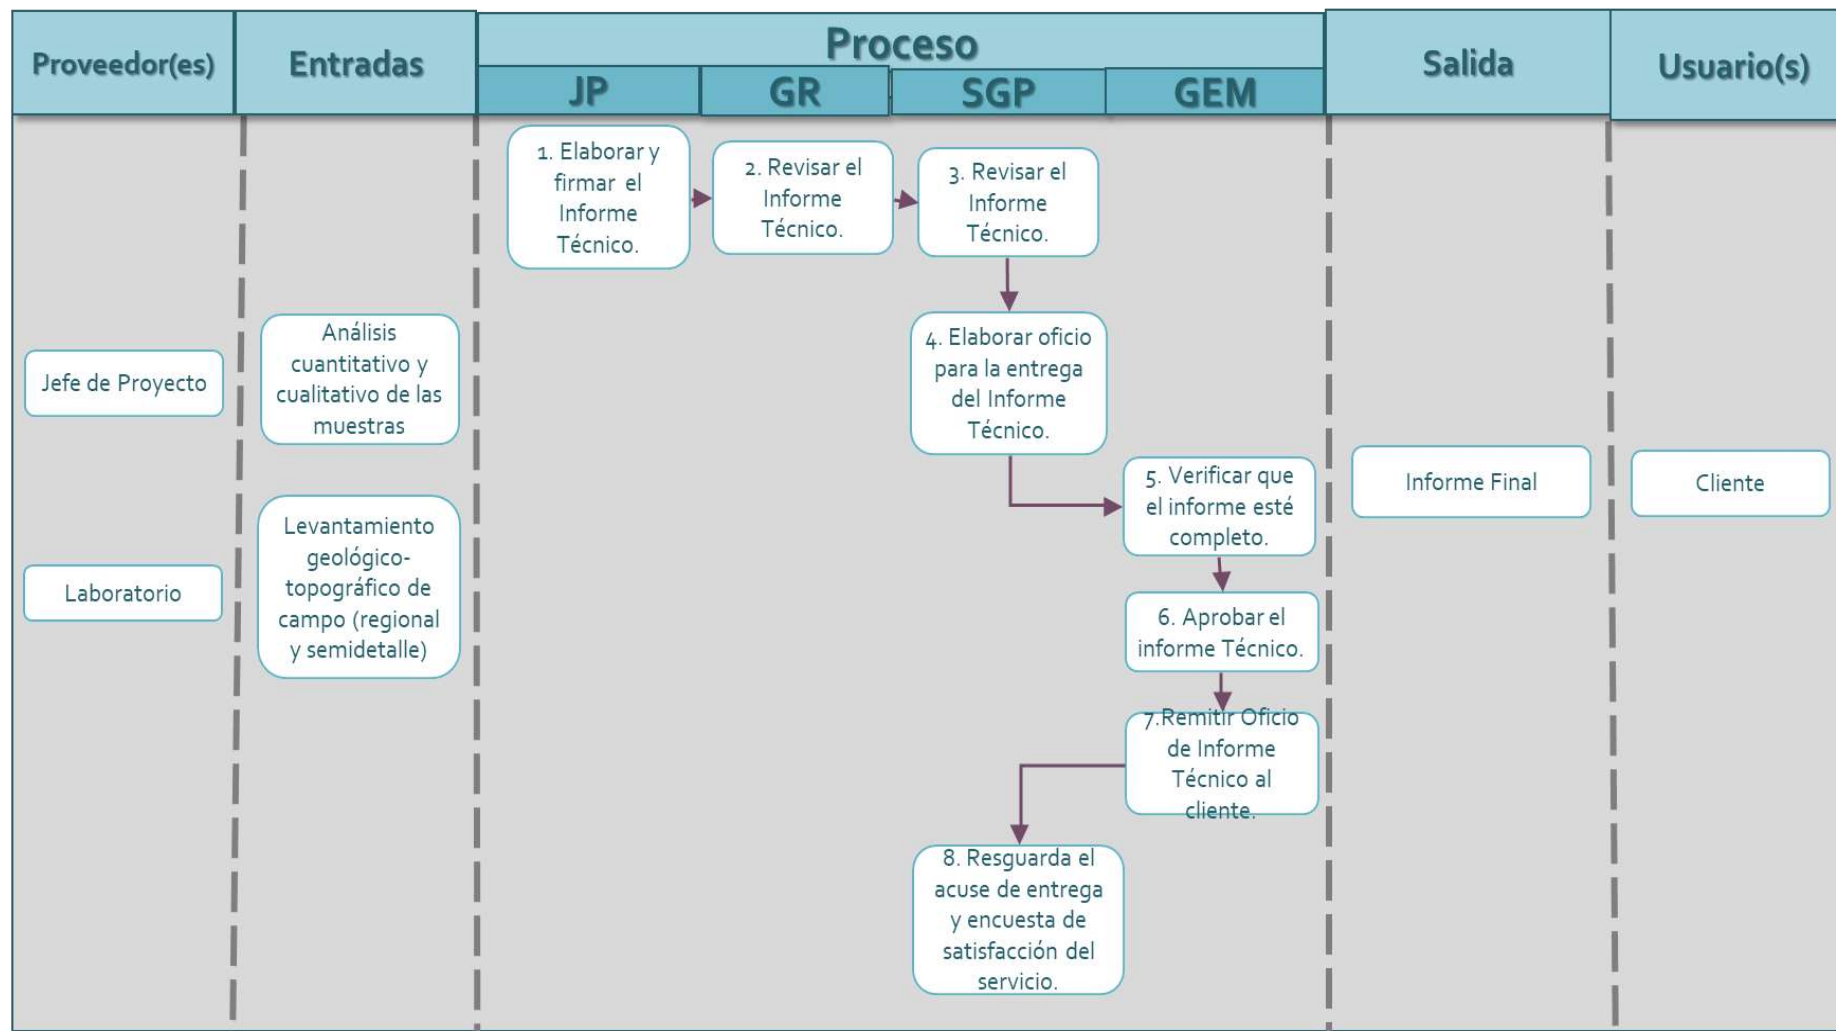 Proveedor(es)
Entradas
Proceso
JP
GR
SGP
GEM
Salida
Usuario(s)
Jefe de Proyecto
Laboratorio
Análisis
cuantitativo y
cualitativo de las
muestras
Levantamiento
geológico-
topográfico de
campo (regional
y semidetalle)
1. Elaborar y
firmar el
Informe
Técnico.
2. Revisar el
Informe
Técnico.
3. Revisar el
Informe
Técnico.
4. Elaborar oficio
para la entrega
del Informe
Técnico.
5. Verificar que
el informe esté
completo.
6. Aprobar el
informe Técnico.
7.Remitir Oficio
de Informe
Técnico al
cliente.
8. Resguarda el
acuse de entrega
y encuesta de
satisfacción del
servicio.
Informe Final
Cliente